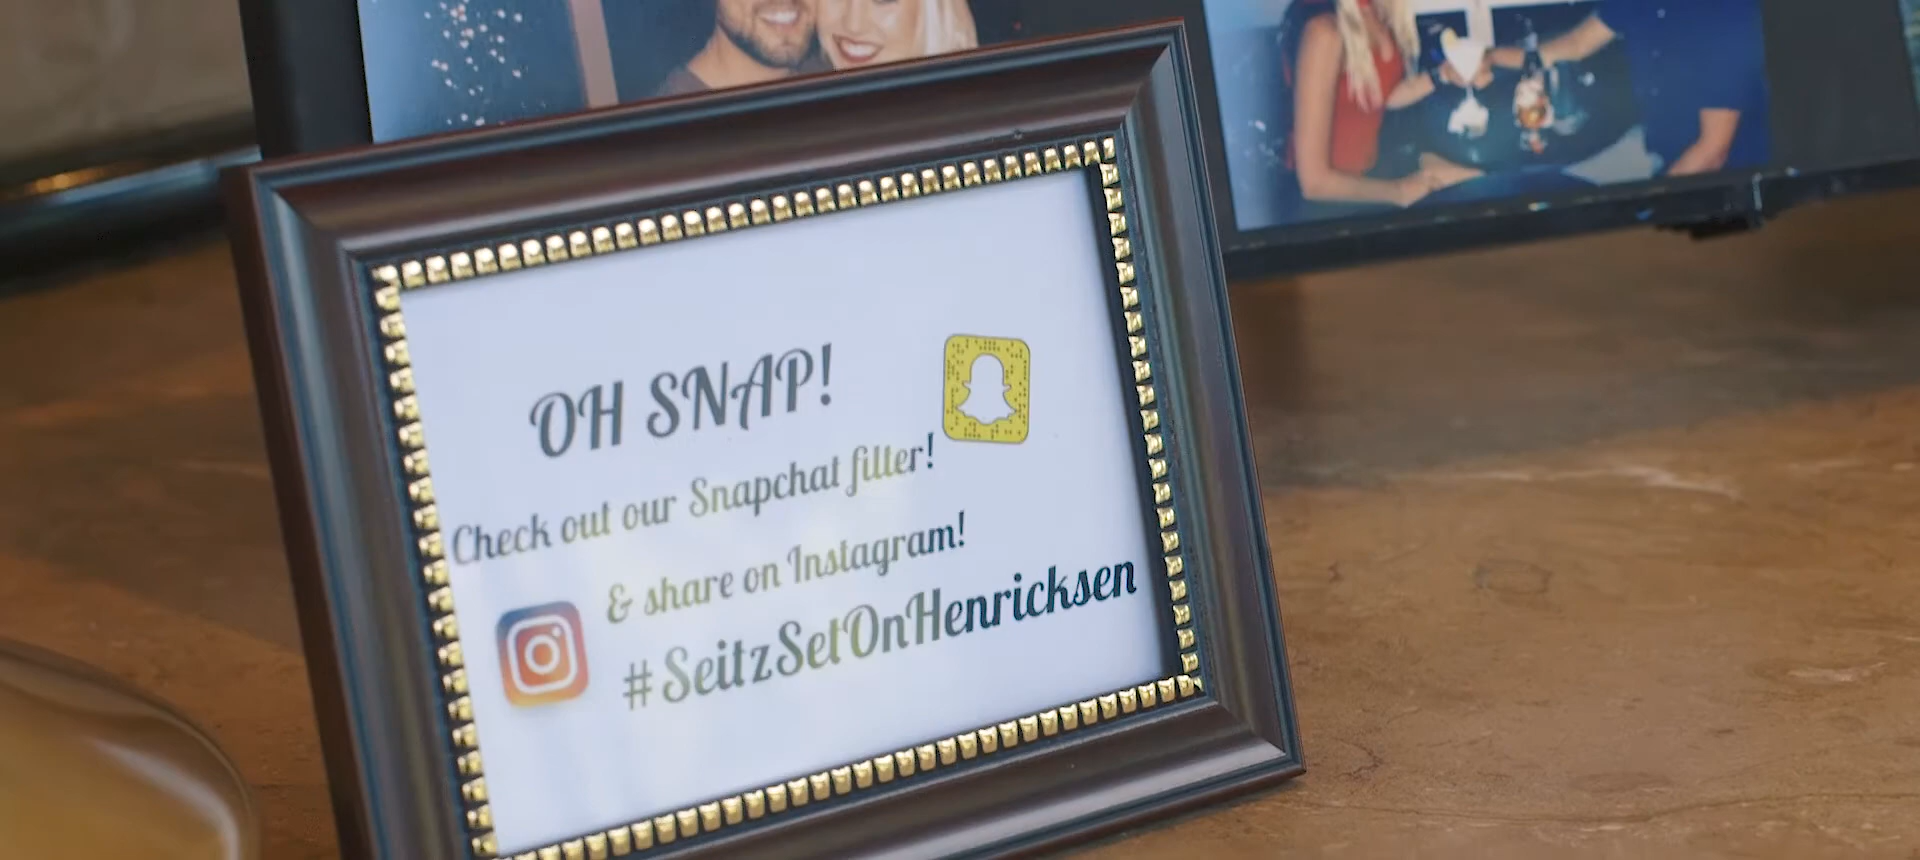 OH SNAP!
Check out our Snapchat filter!
& share on Instagram!
#SeitzSetOnHenricksen